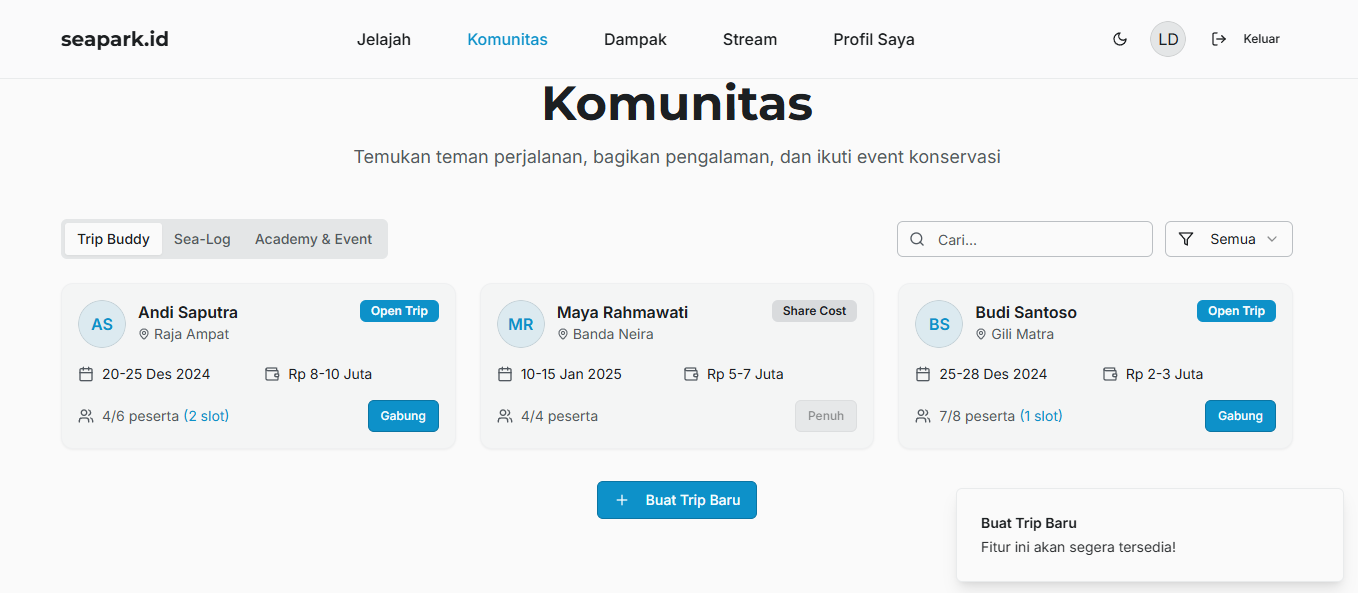 seapark.id
Jelajah
Komunitas
Dampak
Stream
Profil Saya
LD
Keluar
Komunitas
Temukan teman perjalanan, bagikan pengalaman, dan ikuti event konservasi
Trip Buddy
Sea-Log
Academy & Event
Cari...
Semua
AS
Andi Saputra
Open Trip
Raja Ampat
20-25 Des 2024
Rp 8-10 Juta
4/6 peserta (2 slot)
Gabung
MR
Maya Rahmawati
Share Cost
Banda Neira
10-15 Jan 2025
Rp 5-7 Juta
4/4 peserta
Penuh
BS
Budi Santoso
Open Trip
Gili Matra
25-28 Des 2024
Rp 2-3 Juta
7/8 peserta (1 slot)
Gabung
Buat Trip Baru
Buat Trip Baru
Fitur ini akan segera tersedia!